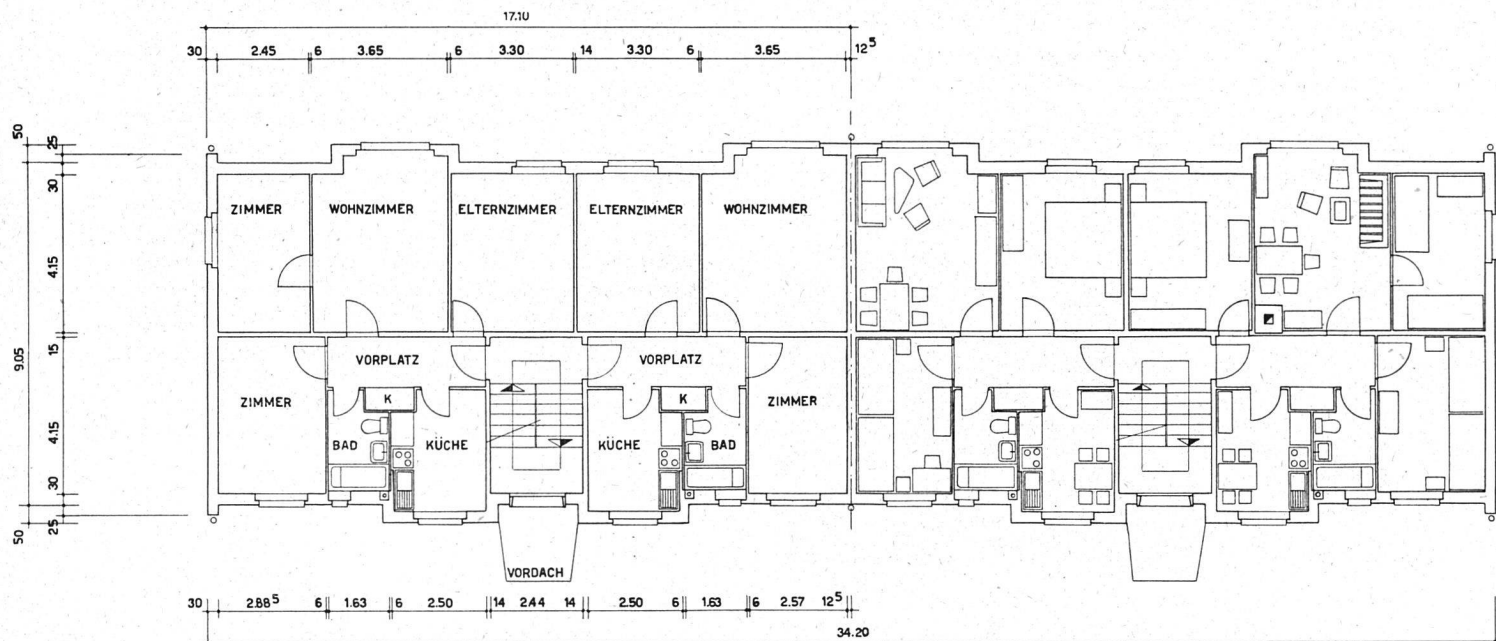 17.10
30 2.45 6 3.65 6 3.30 14 3.30 6 3.65 12⁵
50
25
30
4.15
15
9.05
4.15
30
25
50
ZIMMER WOHNZIMMER ELTERNZIMMER ELTERNZIMMER WOHNZIMMER
VORPLATZ VORPLATZ
ZIMMER K K ZIMMER
BAD KÜCHE KÜCHE BAD
VORDACH
30 2.88⁵ 6 1.63 6 2.50 14 2.44 14 2.50 6 1.63 6 2.57 12⁵
34.20